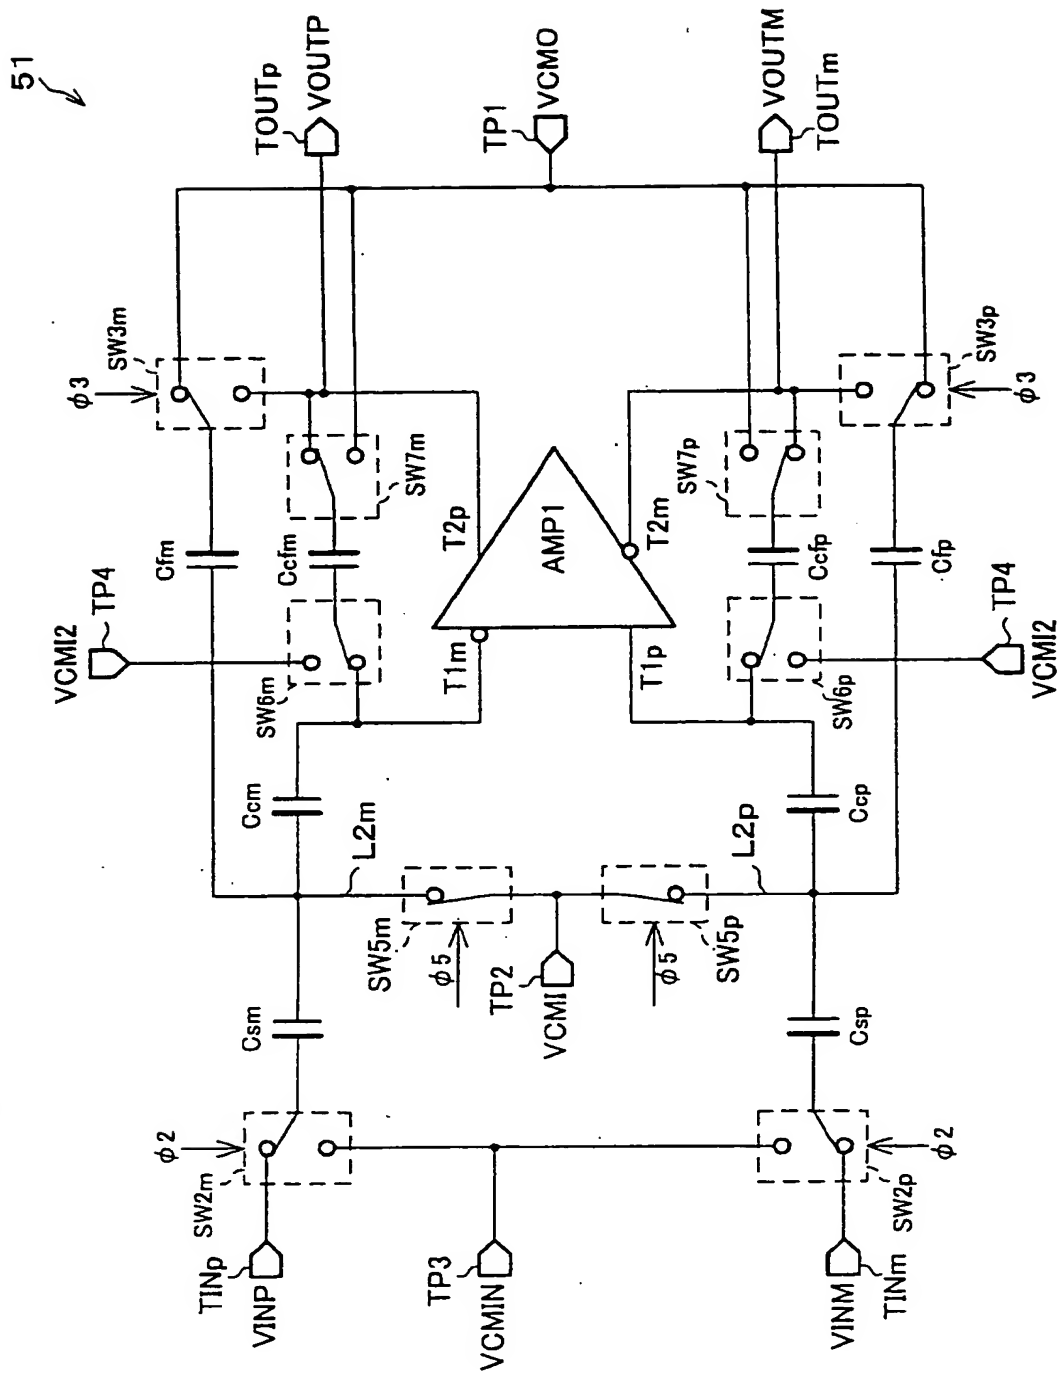 51
TOUTp
VOUTP
TP1
VCMO
VOUTM
TOUTm
φ3
SW3m
SW3p
φ3
SW7m
SW7p
T2p
T2m
AMP1
Cfm
Ccfm
Ccfp
Cfp
VCMI2
TP4
SW6m
T1m
T1p
SW6p
TP4
VCMI2
Ccm
L2m
L2p
Ccp
SW5m
φ5
TP2
VCMI
φ5
SW5p
Csm
Csp
φ2
SW2m
SW2p
φ2
TINp
VINP
TP3
VCMIN
VINM
TINm